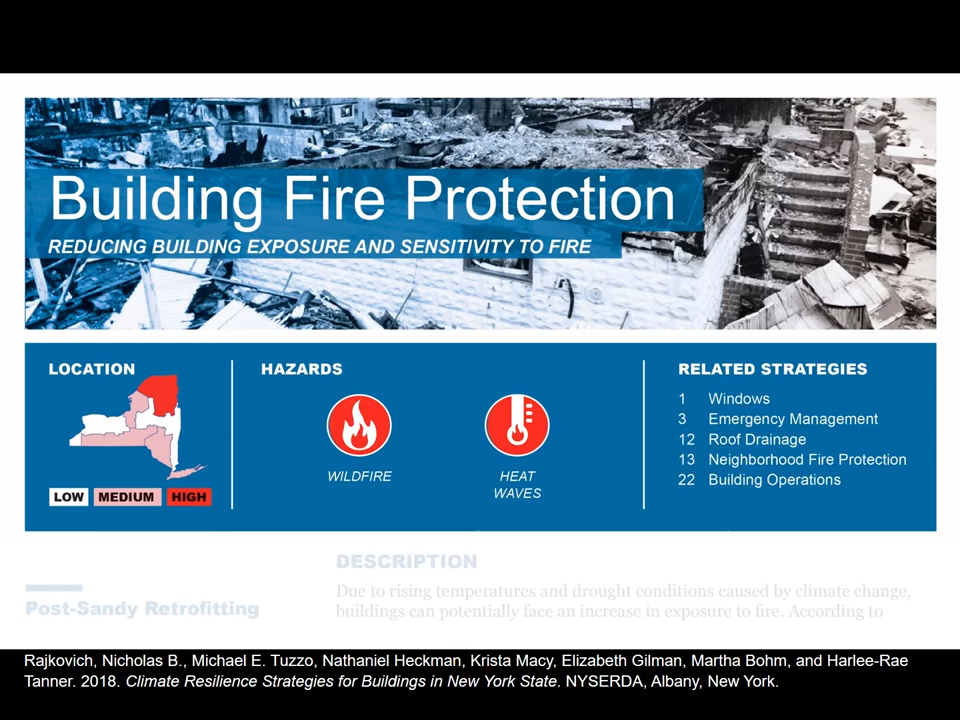 Building Fire Protection
REDUCING BUILDING EXPOSURE AND SENSITIVITY TO FIRE
LOCATION
LOW MEDIUM HIGH
HAZARDS
WILDFIRE
HEAT
WAVES
RELATED STRATEGIES
1 Windows
3 Emergency Management
12 Roof Drainage
13 Neighborhood Fire Protection
22 Building Operations
Post-Sandy Retrofitting
DESCRIPTION
Due to rising temperatures and drought conditions caused by climate change,
buildings can potentially face an increase in exposure to fire. According to
Rajkovich, Nicholas B., Michael E. Tuzzo, Nathaniel Heckman, Krista Macy, Elizabeth Gilman, Martha Bohm, and Harlee-Rae
Tanner. 2018. Climate Resilience Strategies for Buildings in New York State. NYSERDA, Albany, New York.